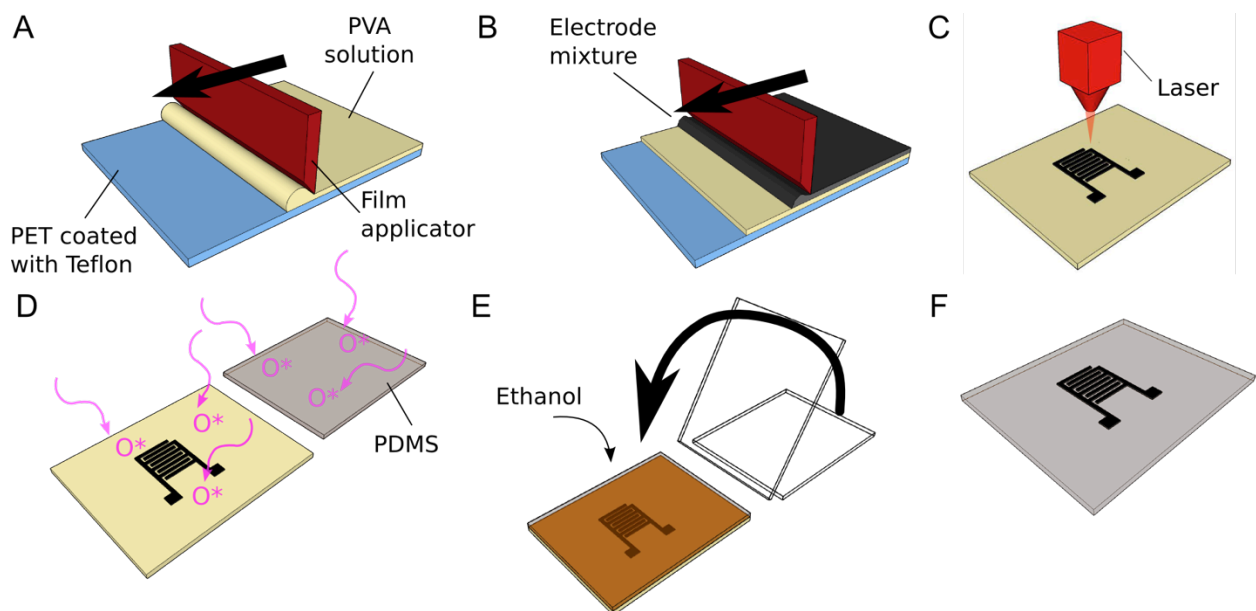 A
PVA
solution
Film
applicator
PET coated
with Teflon
B
Electrode
mixture
C
Laser
D
O*
O*
O*
O*
O*
O*
PDMS
E
Ethanol
F